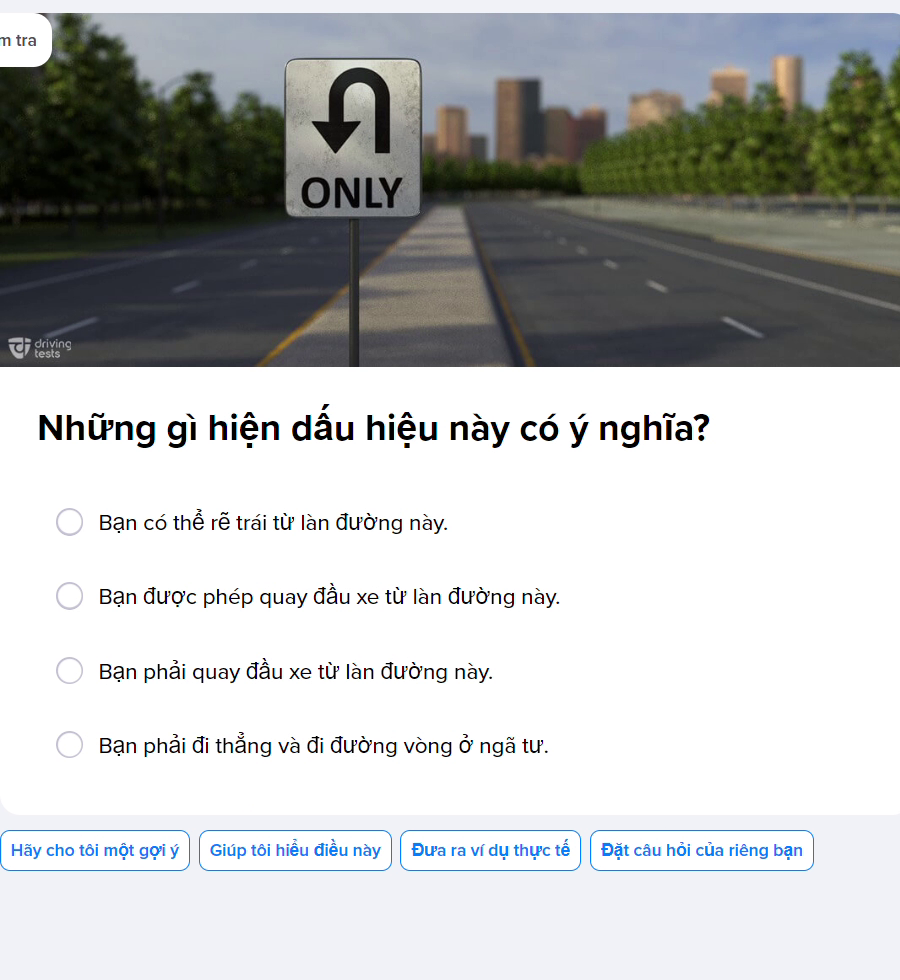 m tra
ONLY
driving
tests
Những gì hiện dấu hiệu này có ý nghĩa?
Bạn có thể rẽ trái từ làn đường này.
Bạn được phép quay đầu xe từ làn đường này.
Bạn phải quay đầu xe từ làn đường này.
Bạn phải đi thẳng và đi đường vòng ở ngã tư.
Hãy cho tôi một gợi ý
Giúp tôi hiểu điều này
Đưa ra ví dụ thực tế
Đặt câu hỏi của riêng bạn